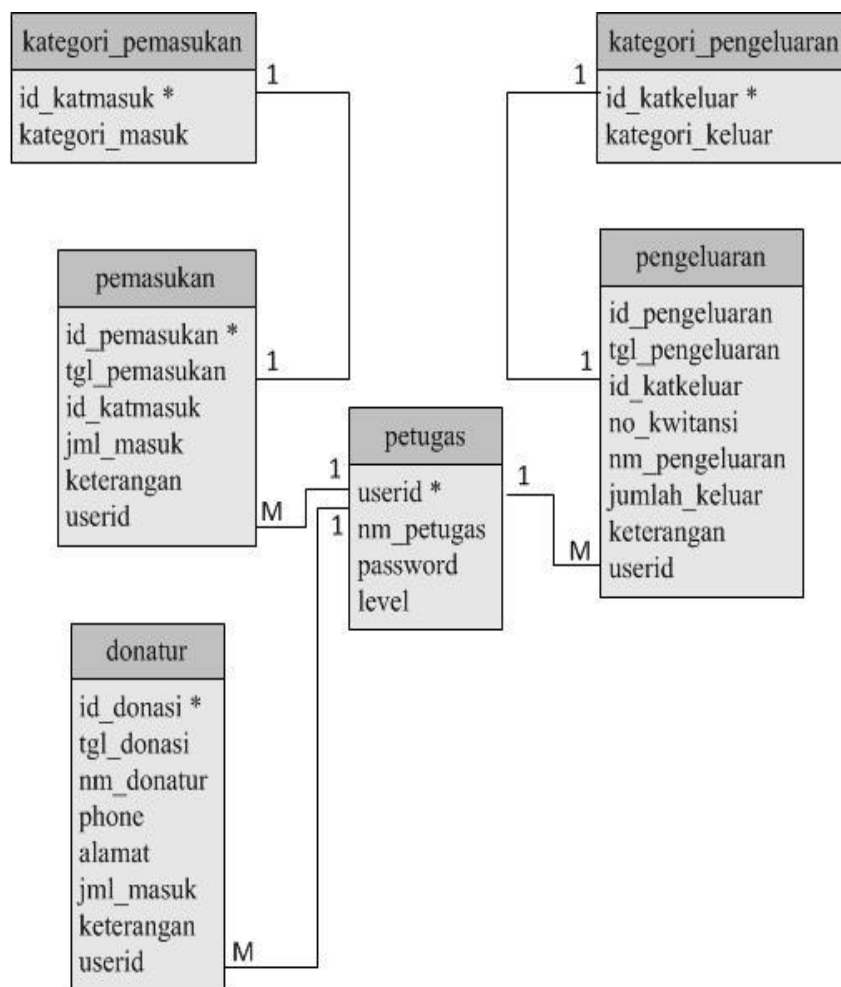 kategori_pemasukan
id_katmasuk *
kategori_masuk
1
kategori_pengeluaran
id_katkeluar *
kategori_keluar
1
pemasukan
id_pemasukan *
tgl_pemasukan
id_katmasuk
jml_masuk
keterangan
userid
1
M
pengeluaran
id_pengeluaran
tgl_pengeluaran
id_katkeluar
no_kwitansi
nm_pengeluaran
jumlah_keluar
keterangan
userid
1
M
petugas
userid *
nm_petugas
password
level
1
1
1
donatur
id_donasi *
tgl_donasi
nm_donatur
phone
alamat
jml_masuk
keterangan
userid
M